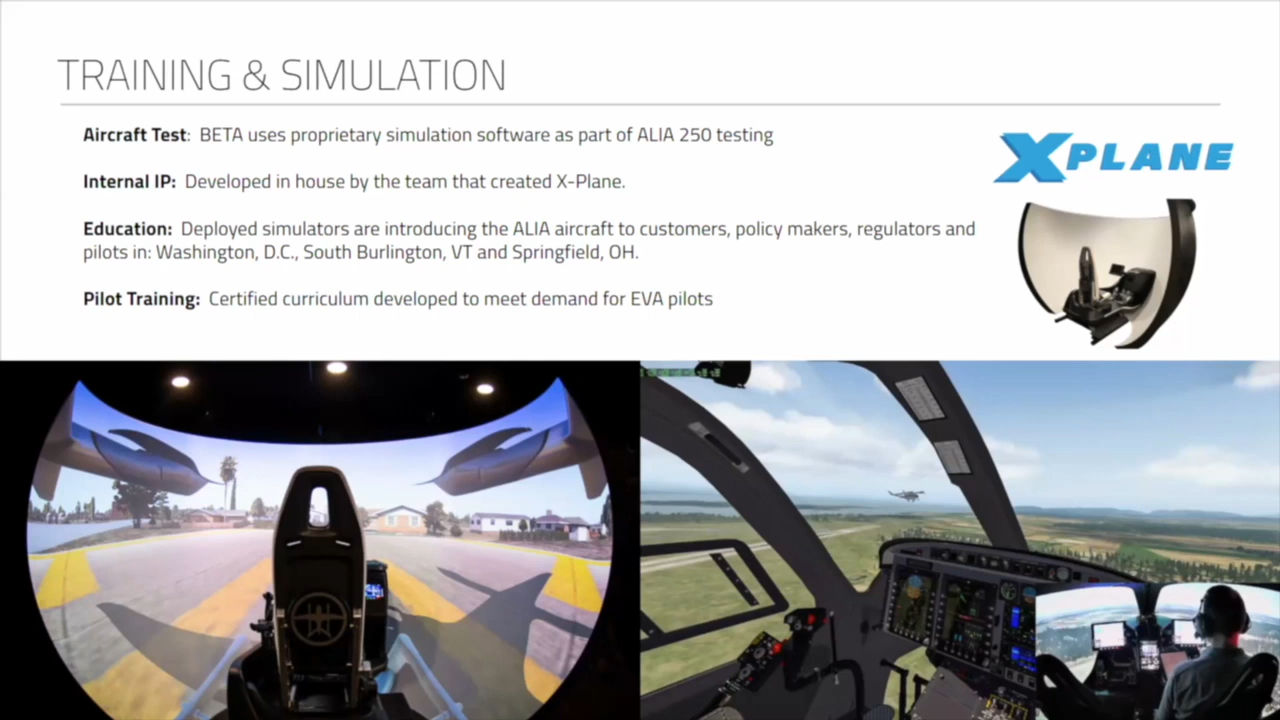 TRAINING & SIMULATION
Aircraft Test: BETA uses proprietary simulation software as part of ALIA 250 testing
Internal IP: Developed in house by the team that created X-Plane.
Education: Deployed simulators are introducing the ALIA aircraft to customers, policy makers, regulators and
pilots in: Washington, D.C., South Burlington, VT and Springfield, OH.
Pilot Training: Certified curriculum developed to meet demand for EVA pilots
XPLANE